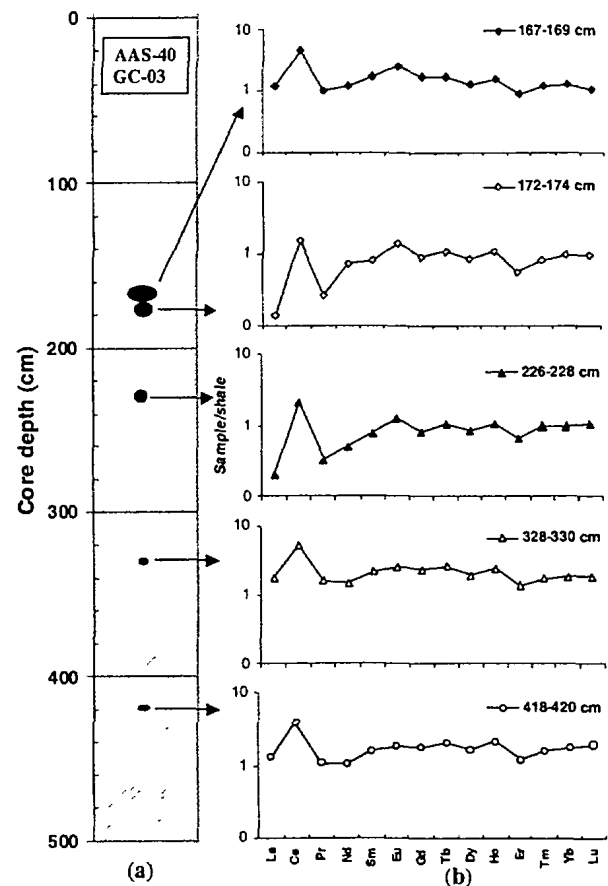 0
AAS-40
GC-03
100
200
300
400
500
Core depth (cm)
(a)
10
1
0
167-169 cm
10
1
0
172-174 cm
10
1
0
226-228 cm
10
1
0
328-330 cm
10
1
0
418-420 cm
Sample/shale
La Ce Pr Nd Sm Eu Gd Tb Dy Ho Er Tm Yb Lu
(b)